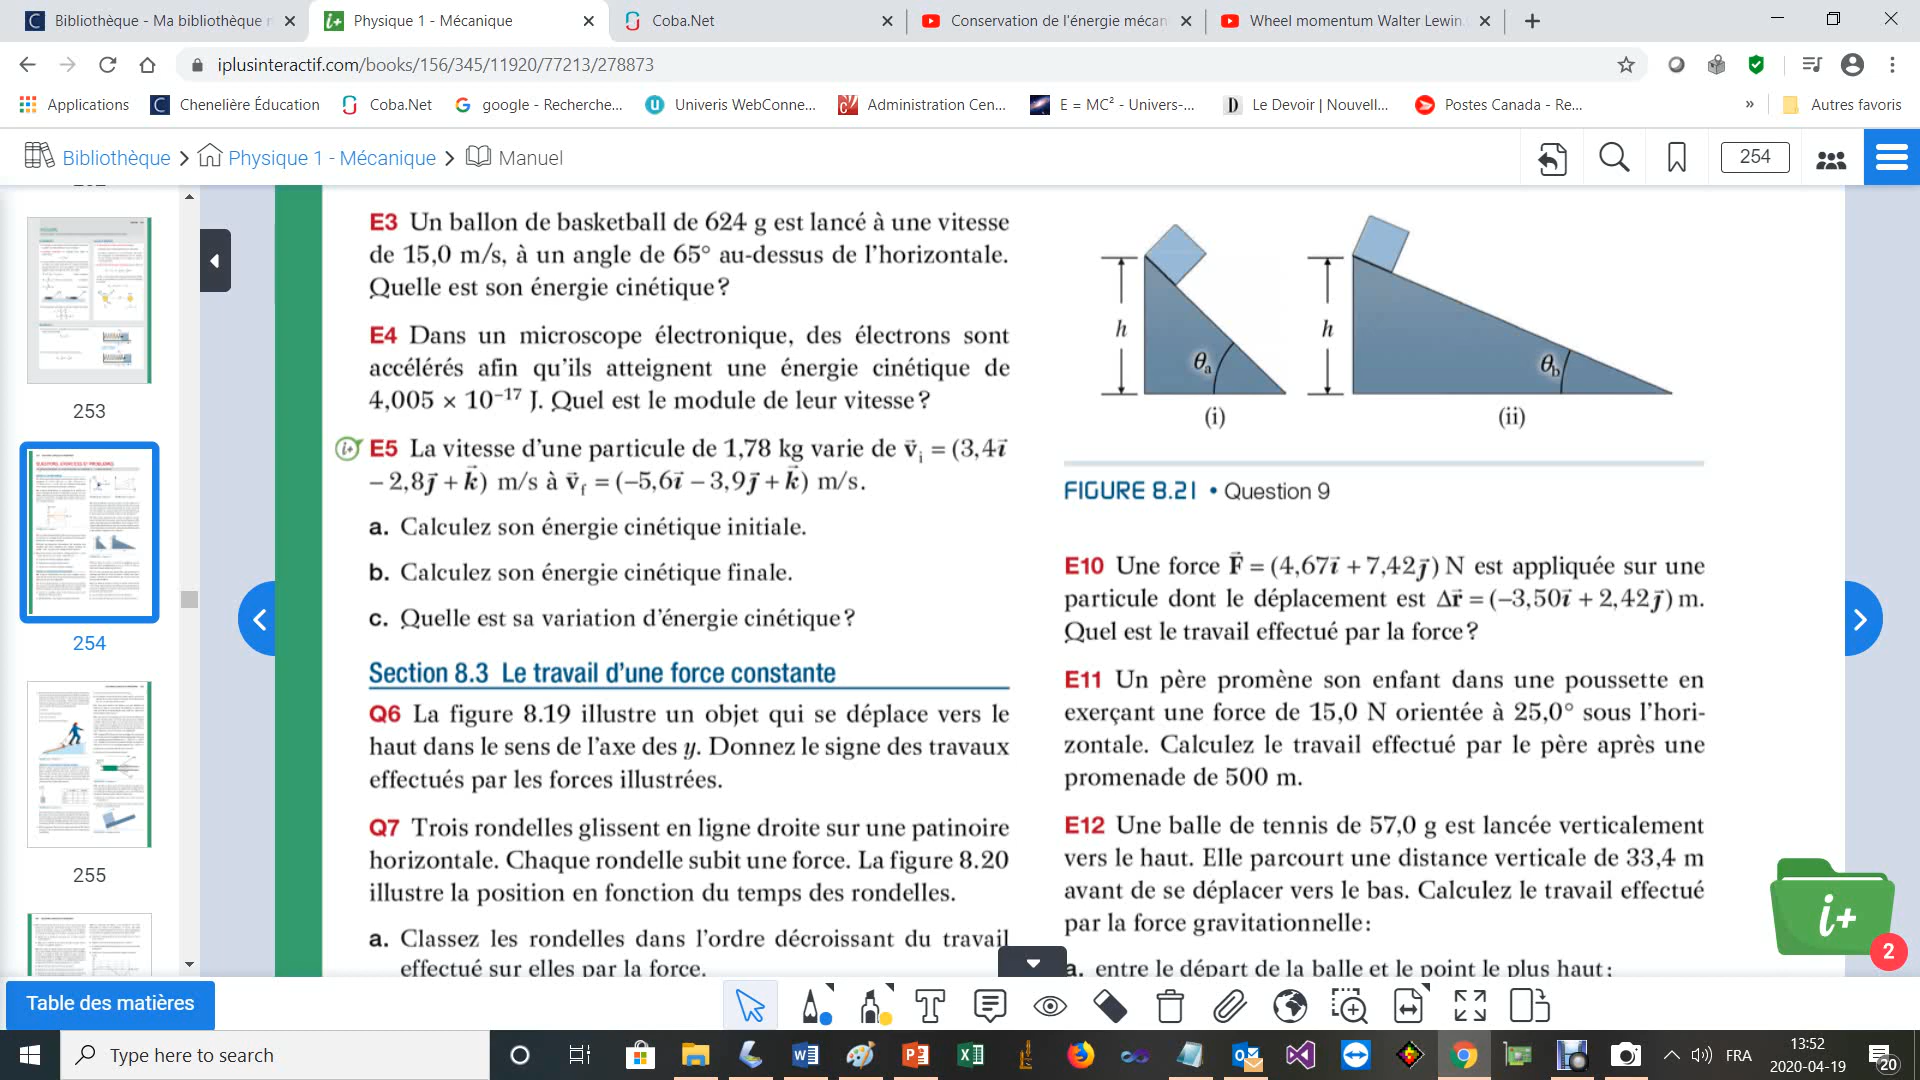 Bibliothèque - Ma bibliothèque
Physique 1 - Mécanique
Coba.Net
Conservation de l'énergie mécan
Wheel momentum Walter Lewin.
iplusinteractif.com/books/156/345/11920/77213/278873
Applications
Chenelière Éducation
Coba.Net
google - Recherche...
Univeris WebConne...
Administration Cen...
E = MC² - Univers-...
Le Devoir | Nouvell...
Postes Canada - Re...
»
Autres favoris
Bibliothèque > Physique 1 - Mécanique > Manuel
254
253
254
255
E3 Un ballon de basketball de 624 g est lancé à une vitesse
de 15,0 m/s, à un angle de 65° au-dessus de l'horizontale.
Quelle est son énergie cinétique?
E4 Dans un microscope électronique, des électrons sont
accélérés afin qu'ils atteignent une énergie cinétique de
4,005 × 10⁻¹⁷ J. Quel est le module de leur vitesse?
i+ E5 La vitesse d'une particule de 1,78 kg varie de v⃗ᵢ = (3,4i⃗
– 2,8j⃗ + k⃗) m/s à v⃗f = (–5,6i⃗ – 3,9j⃗ + k⃗) m/s.
a. Calculez son énergie cinétique initiale.
b. Calculez son énergie cinétique finale.
c. Quelle est sa variation d'énergie cinétique?
Section 8.3 Le travail d'une force constante
Q6 La figure 8.19 illustre un objet qui se déplace vers le
haut dans le sens de l'axe des y. Donnez le signe des travaux
effectués par les forces illustrées.
Q7 Trois rondelles glissent en ligne droite sur une patinoire
horizontale. Chaque rondelle subit une force. La figure 8.20
illustre la position en fonction du temps des rondelles.
a. Classez les rondelles dans l'ordre décroissant du travail
effectué sur elles par la force.
h
θa
(i)
h
θb
(ii)
FIGURE 8.21 • Question 9
E10 Une force F⃗ = (4,67i⃗ + 7,42j⃗) N est appliquée sur une
particule dont le déplacement est Δr⃗ = (–3,50i⃗ + 2,42j⃗) m.
Quel est le travail effectué par la force?
E11 Un père promène son enfant dans une poussette en
exerçant une force de 15,0 N orientée à 25,0° sous l'hori-
zontale. Calculez le travail effectué par le père après une
promenade de 500 m.
E12 Une balle de tennis de 57,0 g est lancée verticalement
vers le haut. Elle parcourt une distance verticale de 33,4 m
avant de se déplacer vers le bas. Calculez le travail effectué
par la force gravitationnelle:
a. entre le départ de la balle et le point le plus haut;
i+
2
Table des matières
Type here to search
FRA
13:52
2020-04-19
20